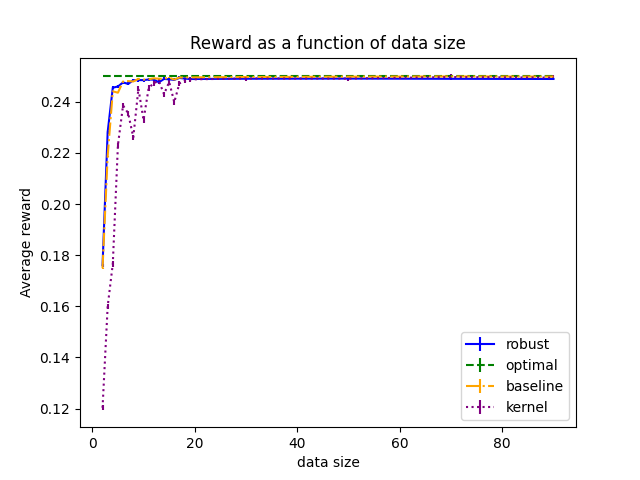 Reward as a function of data size
Average reward
0.24
0.22
0.20
0.18
0.16
0.14
0.12
0
20
40
60
80
data size
robust
optimal
baseline
kernel